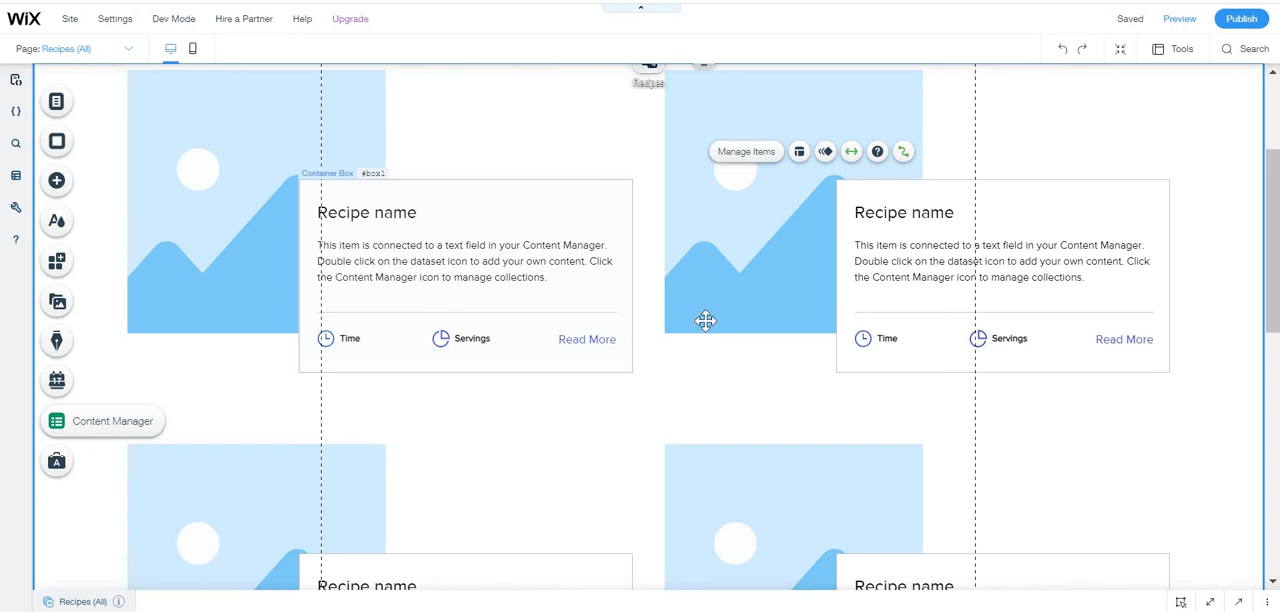 WiX Site Settings Dev Mode Hire a Partner Help Upgrade Saved Preview Publish
Page: Recipes (All) Tools Search
Recipes
Manage Items
Container Box #box1
Recipe name
This item is connected to a text field in your Content Manager.
Double click on the dataset icon to add your own content. Click
the Content Manager icon to manage collections.
Time Servings Read More
Recipe name
This item is connected to a text field in your Content Manager.
Double click on the dataset icon to add your own content. Click
the Content Manager icon to manage collections.
Time Servings Read More
{}
?
A
17
Content Manager
A
Recipe name
Recipe name
Recipes (All)